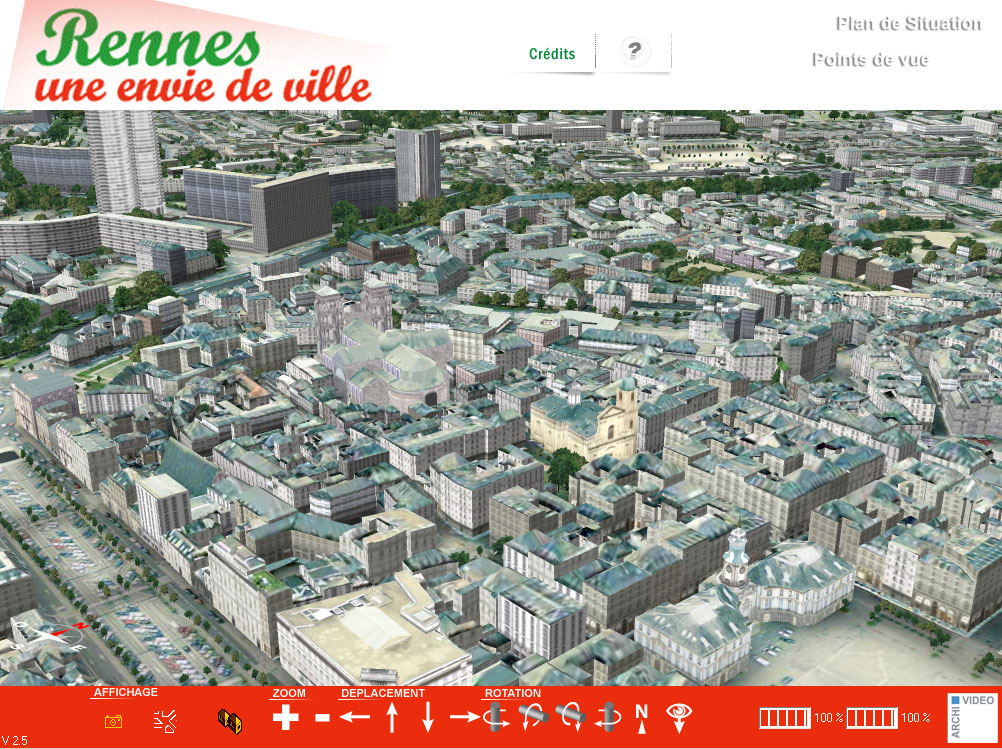 Rennes
une envie de ville
Crédits
?
Plan de Situation
Points de vue
AFFICHAGE
ZOOM
DEPLACEMENT
ROTATION
N
100 %
100 %
ARCHI
VIDEO
V 2.5